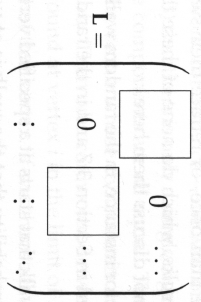 L = ( □ 0 ⋯
0 □ ⋯
⋮ ⋮ ⋱ )